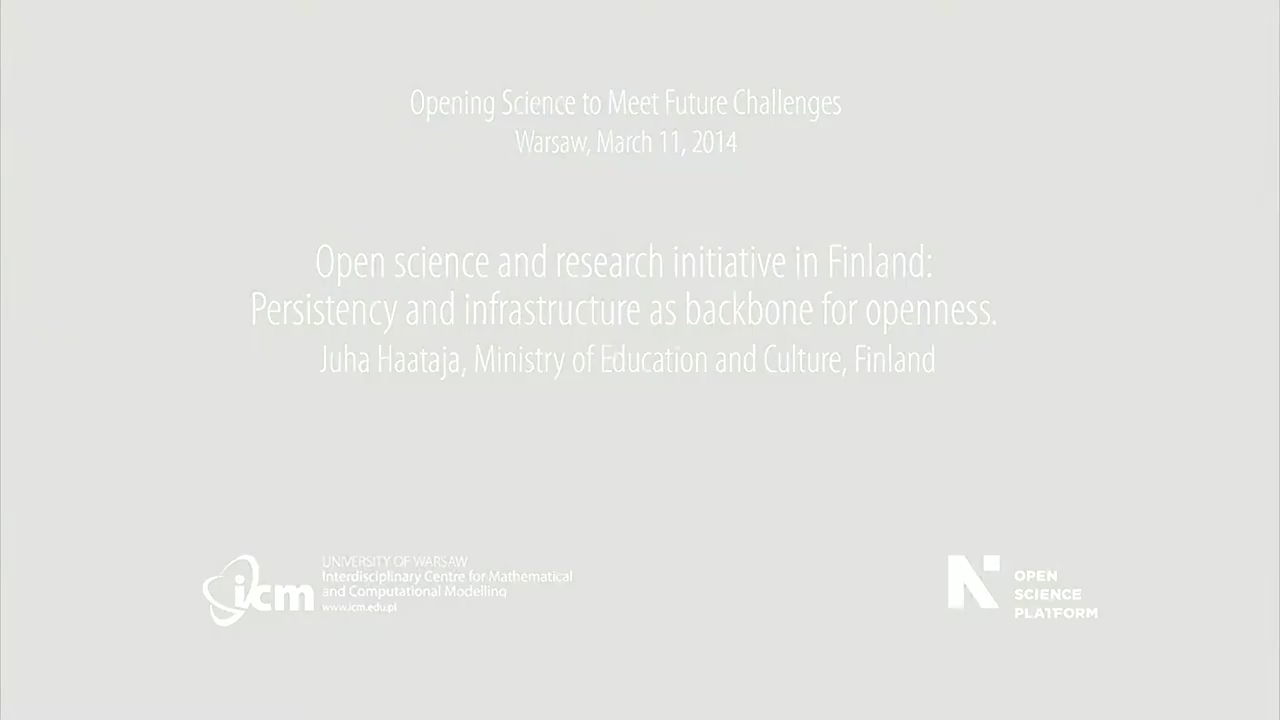 Opening Science to Meet Future Challenges
Warsaw, March 11, 2014
Open science and research initiative in Finland:
Persistency and infrastructure as backbone for openness.
Juha Haataja, Ministry of Education and Culture, Finland
icm
UNIVERSITY OF WARSAW
Interdisciplinary Centre for Mathematical
and Computational Modelling
www.icm.edu.pl
N
OPEN
SCIENCE
PLATFORM